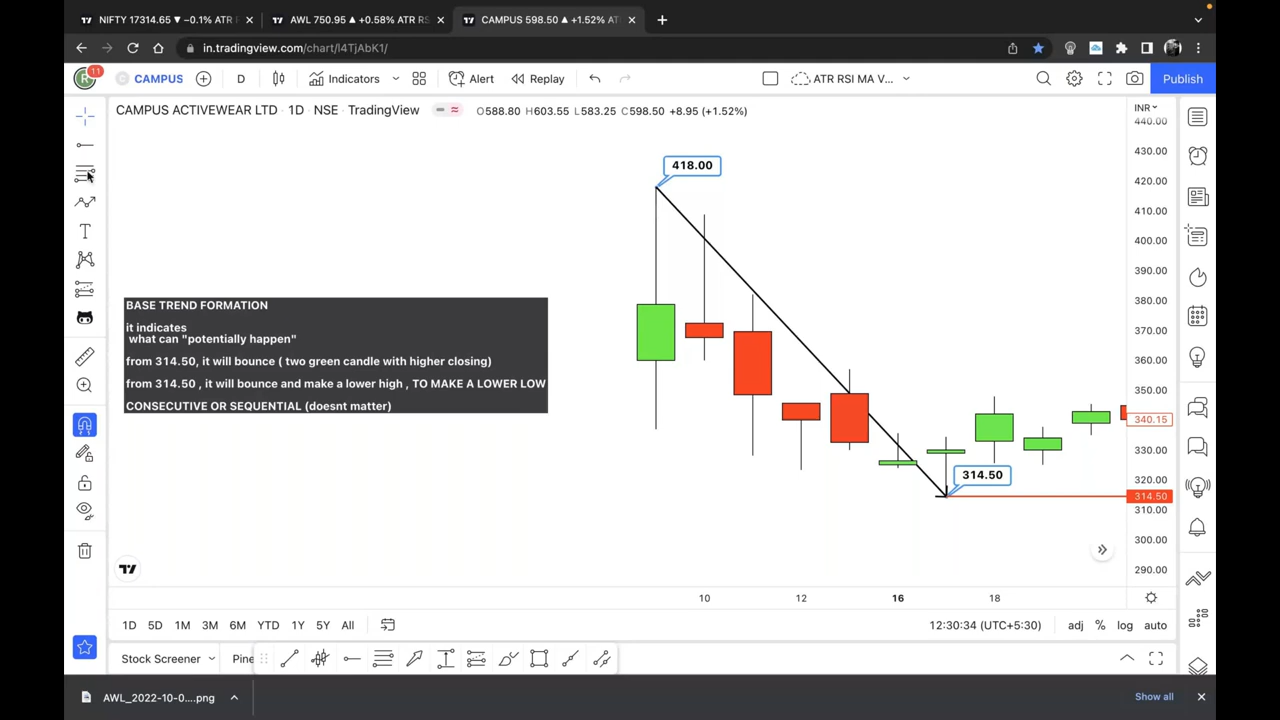 NIFTY 17314.65 ▼ −0.1% ATR
AWL 750.95 ▲ +0.58% ATR RS
CAMPUS 598.50 ▲ +1.52% ATR
in.tradingview.com/chart/l4TjAbK1/
R
11
C
CAMPUS
D
Indicators
Alert
Replay
ATR RSI MA V...
Publish
CAMPUS ACTIVEWEAR LTD · 1D · NSE · TradingView
O588.80 H603.55 L583.25 C598.50 +8.95 (+1.52%)
INR
440.00
430.00
420.00
410.00
400.00
390.00
380.00
370.00
360.00
350.00
340.15
330.00
320.00
314.50
310.00
300.00
290.00
418.00
314.50
BASE TREND FORMATION
it indicates
what can "potentially happen"
from 314.50, it will bounce ( two green candle with higher closing)
from 314.50 , it will bounce and make a lower high , TO MAKE A LOWER LOW
CONSECUTIVE OR SEQUENTIAL (doesnt matter)
10 12 16 18
1D 5D 1M 3M 6M YTD 1Y 5Y All
12:30:34 (UTC+5:30)
adj % log auto
Stock Screener
Pine
AWL_2022-10-0....png
Show all